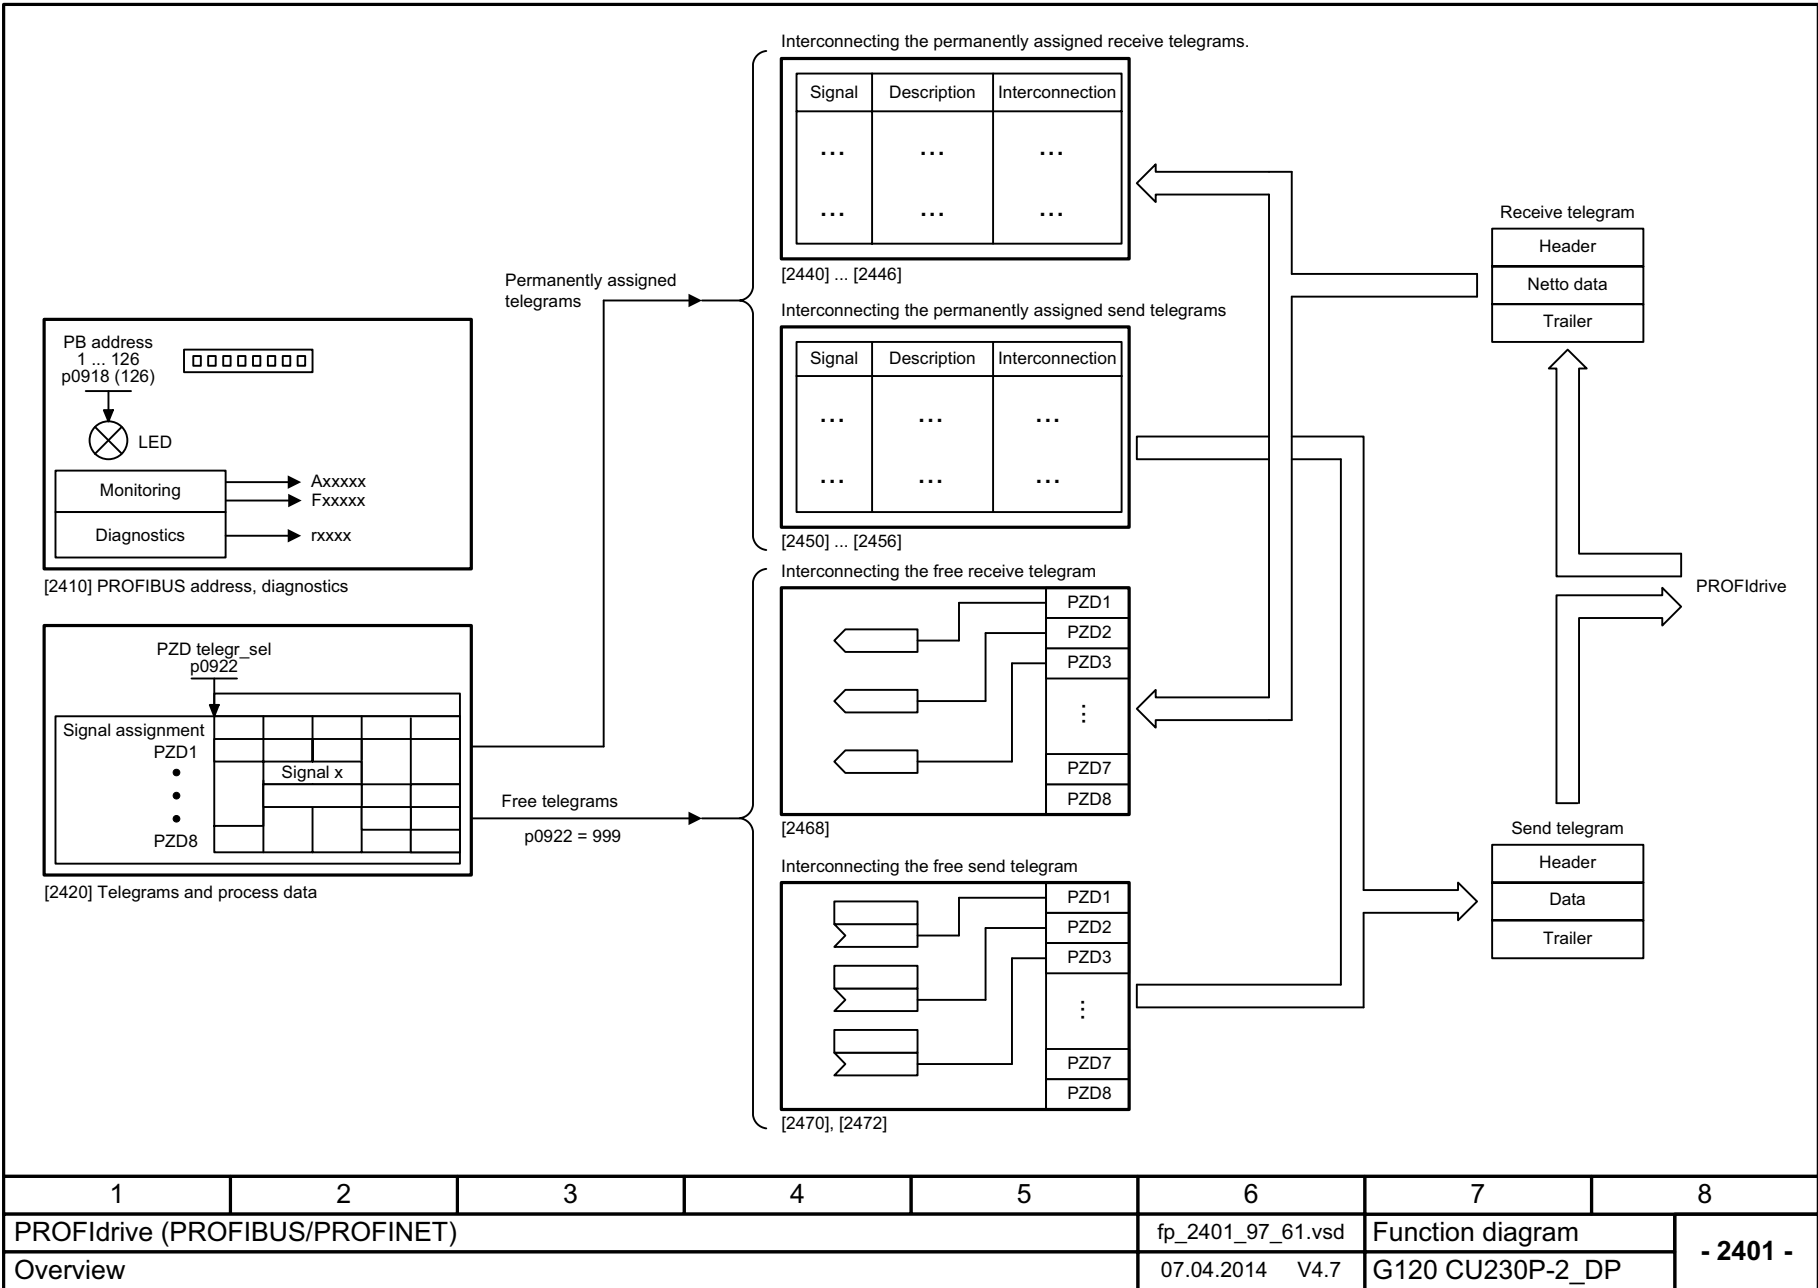 Interconnecting the permanently assigned receive telegrams.
Signal Description Interconnection
... ... ...
... ... ...
[2440] ... [2446]
Permanently assigned
telegrams
Interconnecting the permanently assigned send telegrams
Signal Description Interconnection
... ... ...
... ... ...
[2450] ... [2456]
Receive telegram
Header
Netto data
Trailer
PB address
1 ... 126
p0918 (126)
LED
Monitoring
Axxxxx
Fxxxxx
Diagnostics
rxxxx
[2410] PROFIBUS address, diagnostics
PROFIdrive
PZD telegr_sel
p0922
Signal assignment
PZD1
Signal x
PZD8
[2420] Telegrams and process data
Free telegrams
p0922 = 999
Interconnecting the free receive telegram
PZD1
PZD2
PZD3
...
PZD7
PZD8
[2468]
Interconnecting the free send telegram
PZD1
PZD2
PZD3
...
PZD7
PZD8
[2470], [2472]
Send telegram
Header
Data
Trailer
1 2 3 4 5 6 7 8
PROFIdrive (PROFIBUS/PROFINET) fp_2401_97_61.vsd Function diagram
- 2401 -
Overview 07.04.2014 V4.7 G120 CU230P-2_DP